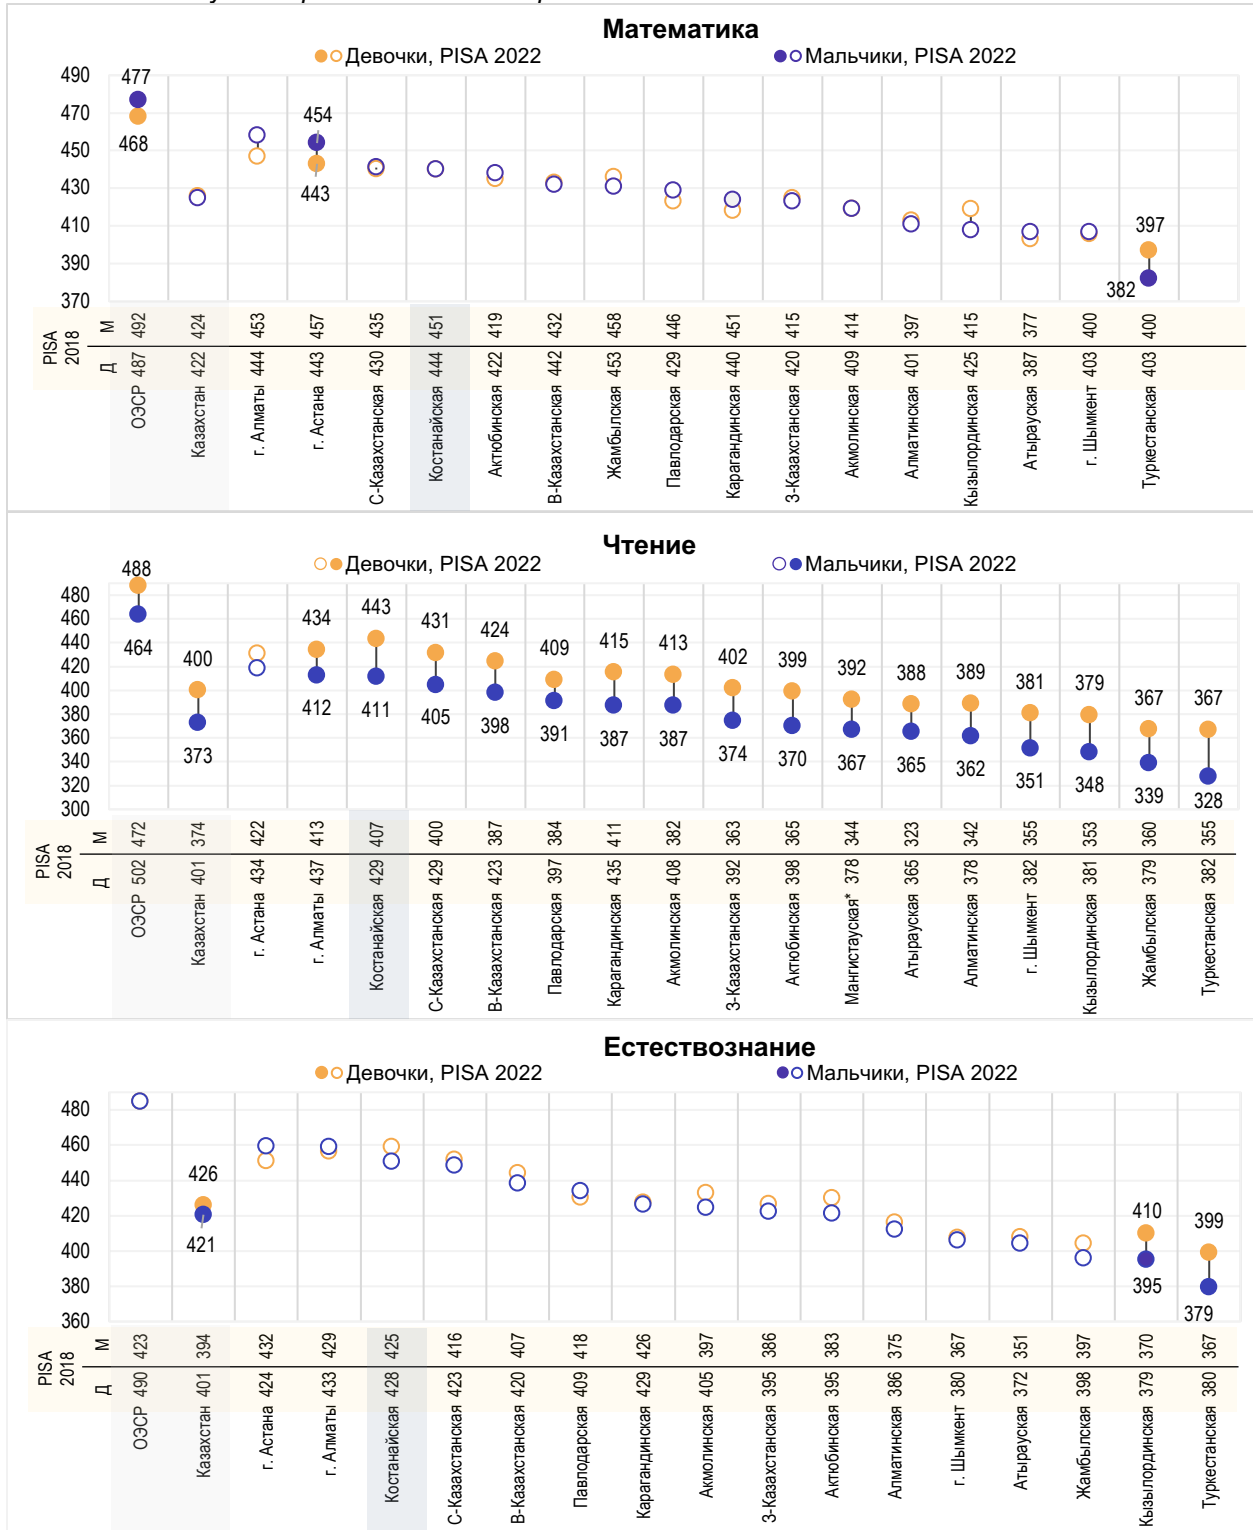 Математика
Девочки, PISA 2022 Мальчики, PISA 2022
490
470
450
430
410
390
370
477
468
454
443
397
382
PISA 2018
М 492 424 453 457 435 451 419 432 458 446 451 415 414 397 415 377 400 400
Д 487 422 444 443 430 444 422 442 453 429 440 420 409 401 425 387 403 403
ОЭСР
Казахстан
г. Алматы
г. Астана
С-Казахстанская
Костанайская
Актюбинская
В-Казахстанская
Жамбылская
Павлодарская
Карагандинская
З-Казахстанская
Акмолинская
Алматинская
Кызылординская
Атырауская
г. Шымкент
Туркестанская
Чтение
Девочки, PISA 2022 Мальчики, PISA 2022
480
460
440
420
400
380
360
340
320
300
488 400 434 443 431 424 409 415 413 402 399 392 388 389 381 379 367 367
464 373 412 411 405 398 391 387 387 374 370 367 365 362 351 348 339 328
PISA 2018
М 472 374 422 413 407 400 387 384 411 382 363 365 344 323 342 355 353 360 355
Д 502 401 434 437 429 429 423 397 435 408 392 398 378 365 378 382 381 379 382
ОЭСР
Казахстан
г. Астана
г. Алматы
Костанайская
С-Казахстанская
В-Казахстанская
Павлодарская
Карагандинская
Акмолинская
З-Казахстанская
Актюбинская
Мангистауская*
Атырауская
Алматинская
г. Шымкент
Кызылординская
Жамбылская
Туркестанская
Естествознание
Девочки, PISA 2022 Мальчики, PISA 2022
480
460
440
420
400
380
360
426
421
410
395
399
379
PISA 2018
М 423 394 432 429 425 416 407 418 426 397 386 383 375 367 351 397 370 367
Д 490 401 424 433 428 423 420 409 429 405 395 395 386 380 372 398 379 380
ОЭСР
Казахстан
г. Астана
г. Алматы
Костанайская
С-Казахстанская
В-Казахстанская
Павлодарская
Карагандинская
Акмолинская
З-Казахстанская
Актюбинская
Алматинская
г. Шымкент
Атырауская
Жамбылская
Кызылординская
Туркестанская